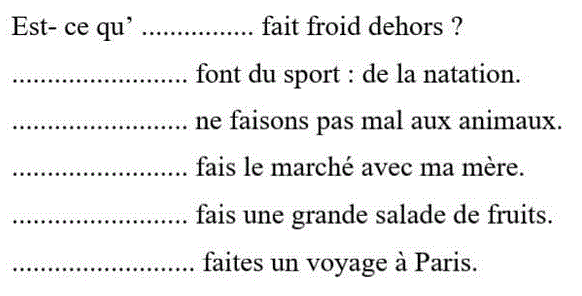 Est- ce qu’ ................ fait froid dehors ?
......................... font du sport : de la natation.
......................... ne faisons pas mal aux animaux.
......................... fais le marché avec ma mère.
......................... fais une grande salade de fruits.
.......................... faites un voyage à Paris.